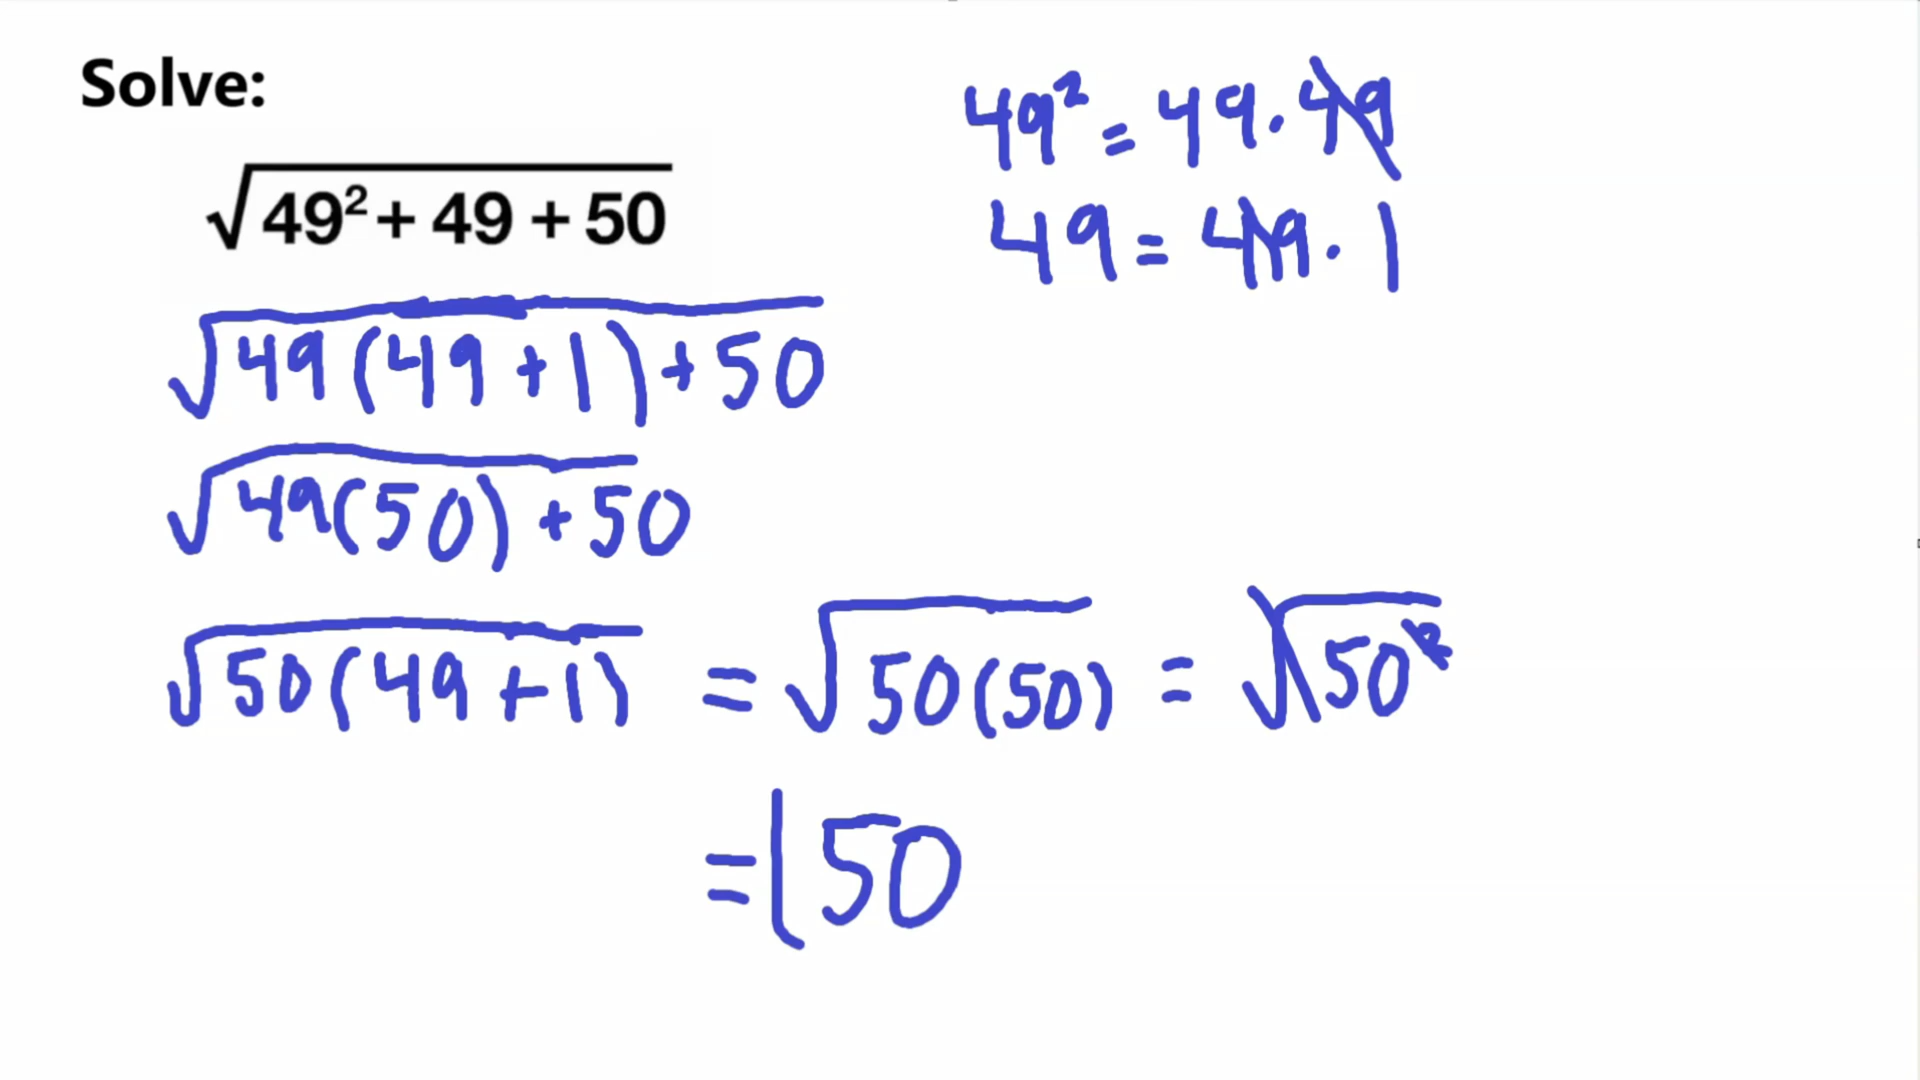 Solve:
√49² + 49 + 50
49² = 49 · 49
49 = 49 · 1
√49(49 + 1) + 50
√49(50) + 50
√50(49 + 1) = √50(50) = √50²
= 50